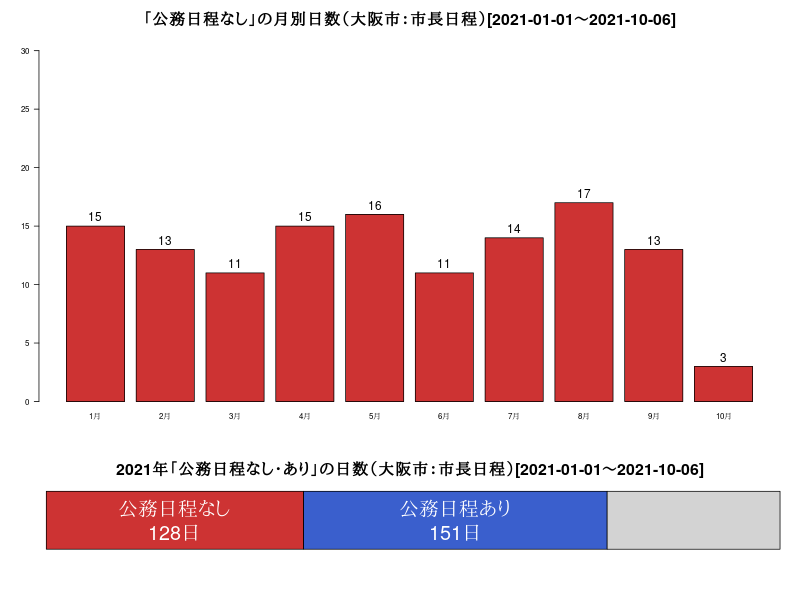 「公務日程なし」の月別日数(大阪市:市長日程)[2021-01-01〜2021-10-06]
30
25
20
15
10
5
0
15
13
11
15
16
11
14
17
13
3
1月
2月
3月
4月
5月
6月
7月
8月
9月
10月
2021年「公務日程なし・あり」の日数(大阪市:市長日程)[2021-01-01〜2021-10-06]
公務日程なし
128日
公務日程あり
151日